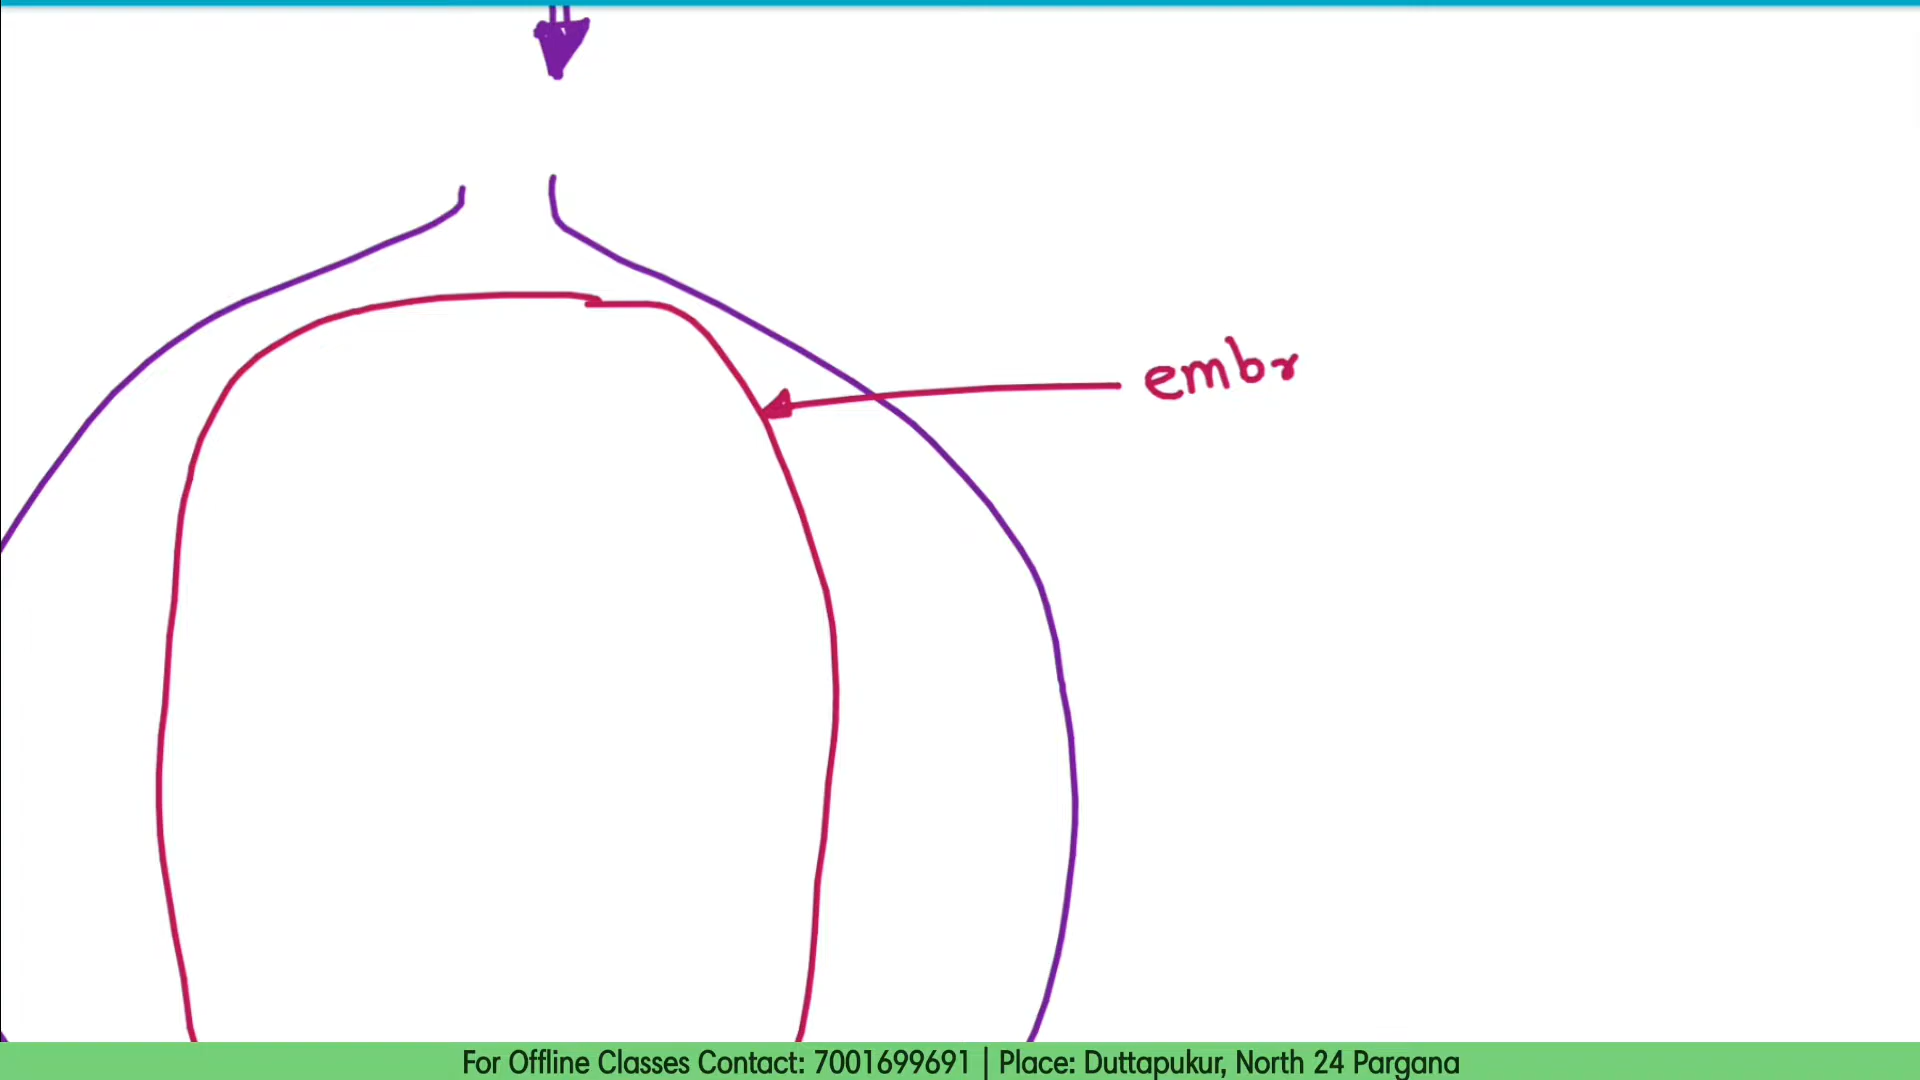 embr
For Offline Classes Contact: 7001699691 | Place: Duttapukur, North 24 Pargana